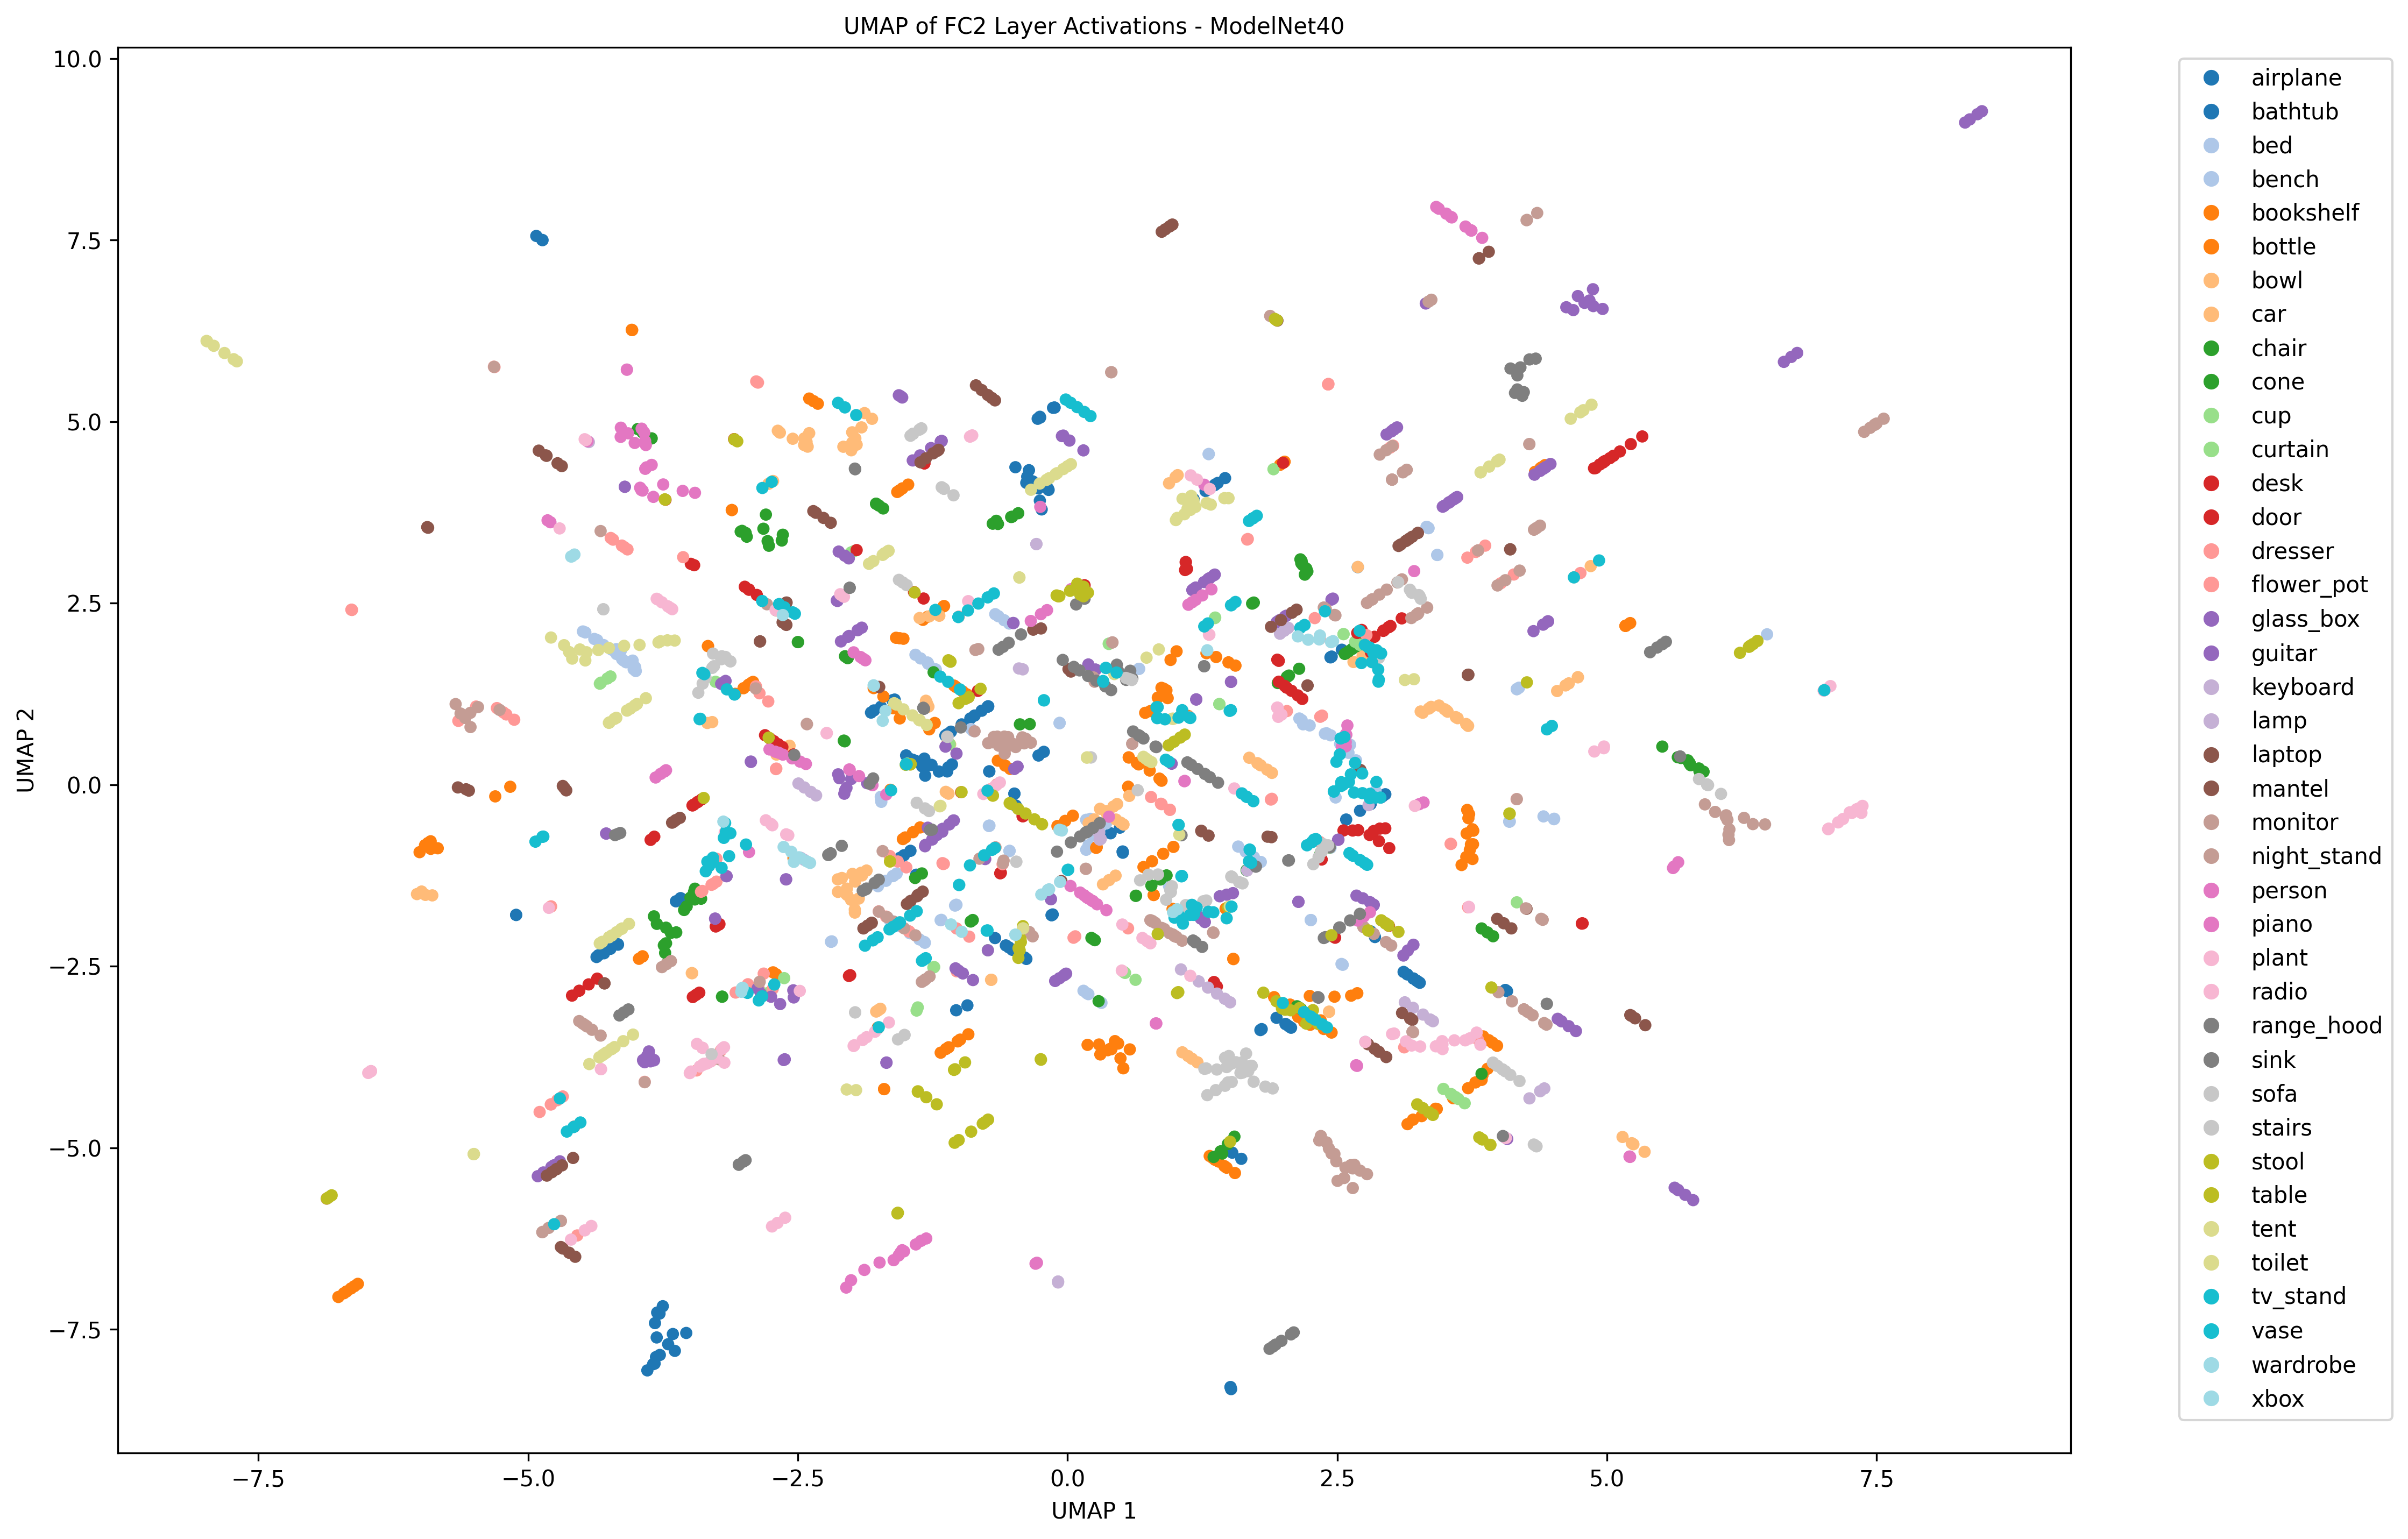 UMAP of FC2 Layer Activations - ModelNet40
10.0
7.5
5.0
2.5
0.0
−2.5
−5.0
−7.5
UMAP 2
−7.5
−5.0
−2.5
0.0
2.5
5.0
7.5
UMAP 1
airplane
bathtub
bed
bench
bookshelf
bottle
bowl
car
chair
cone
cup
curtain
desk
door
dresser
flower_pot
glass_box
guitar
keyboard
lamp
laptop
mantel
monitor
night_stand
person
piano
plant
radio
range_hood
sink
sofa
stairs
stool
table
tent
toilet
tv_stand
vase
wardrobe
xbox